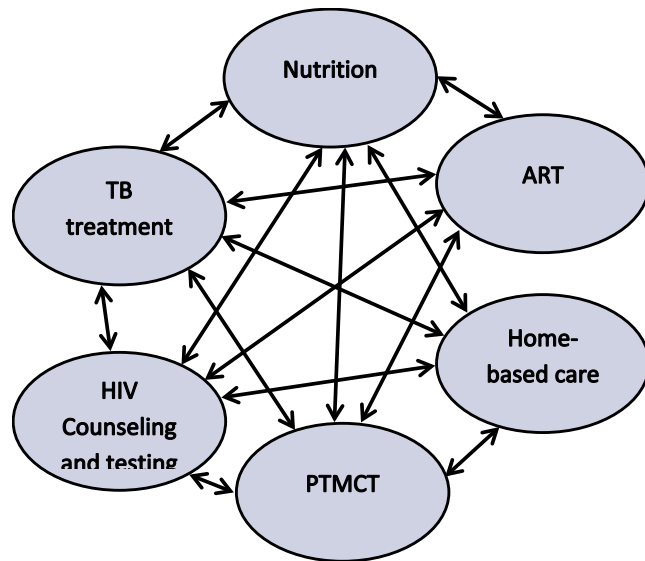 Nutrition
ART
TB
treatment
Home-
based care
HIV
Counseling
and testing
PTMCT